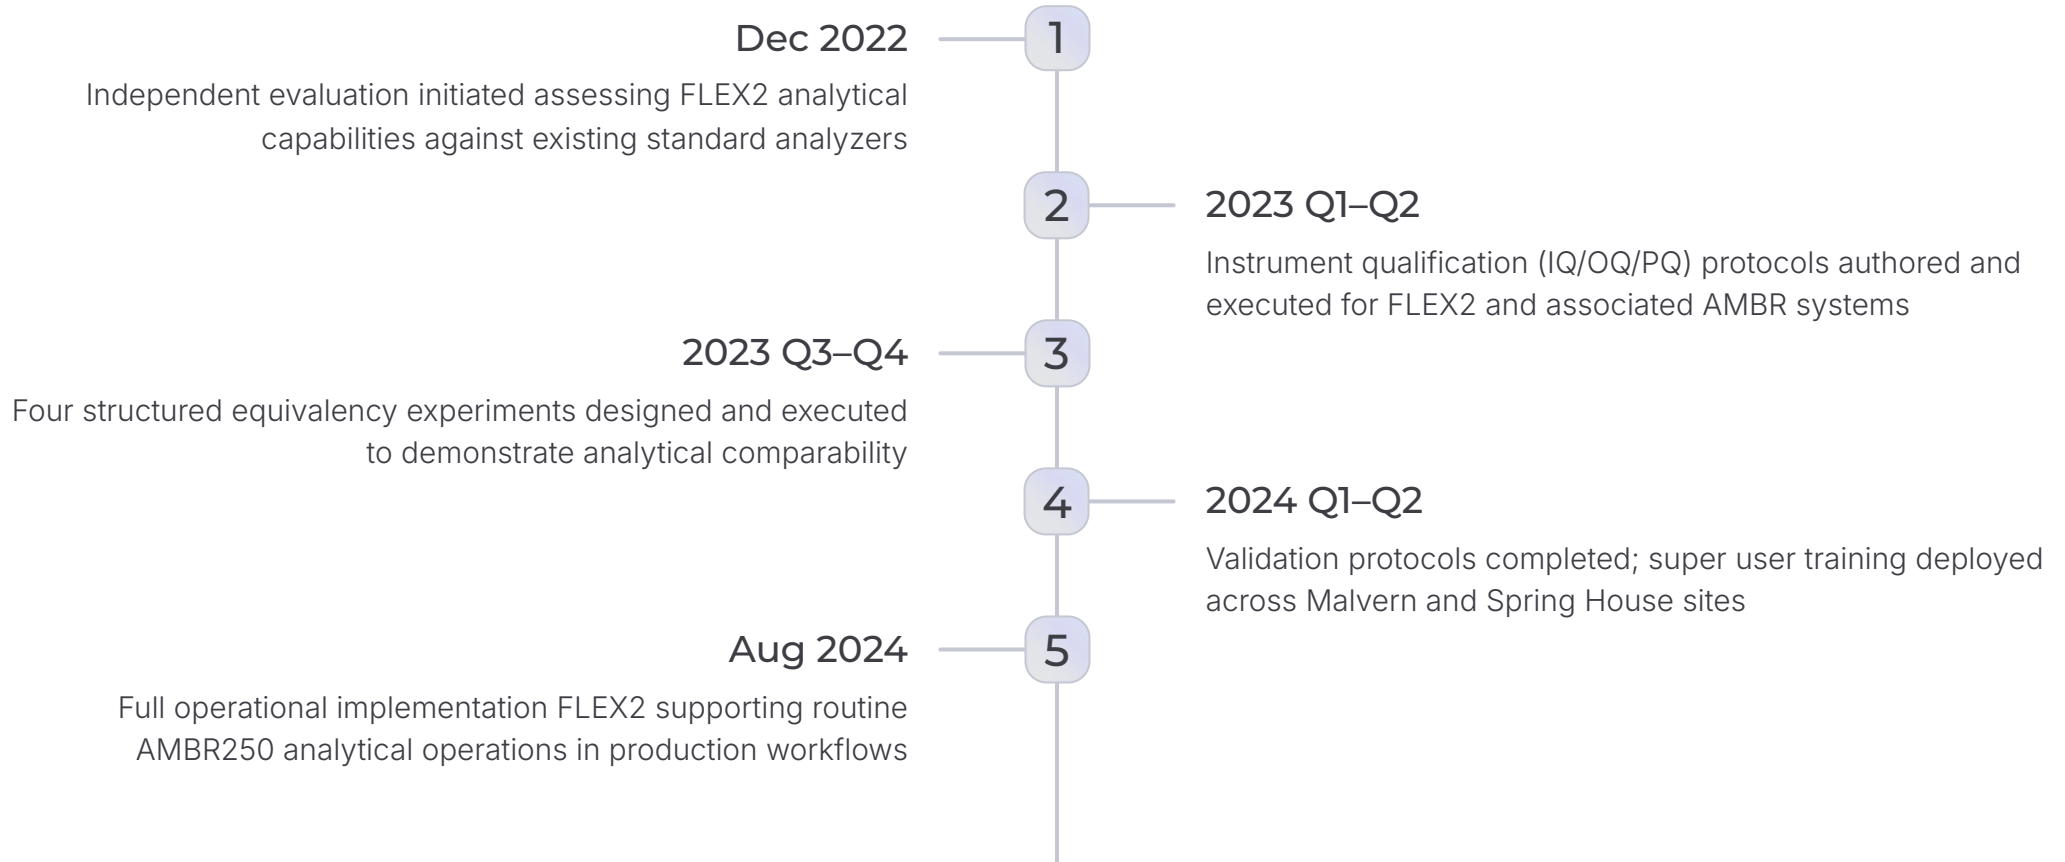 Dec 2022
1
Independent evaluation initiated assessing FLEX2 analytical
capabilities against existing standard analyzers
2
2023 Q1–Q2
Instrument qualification (IQ/OQ/PQ) protocols authored and
executed for FLEX2 and associated AMBR systems
2023 Q3–Q4
3
Four structured equivalency experiments designed and executed
to demonstrate analytical comparability
4
2024 Q1–Q2
Validation protocols completed; super user training deployed
across Malvern and Spring House sites
Aug 2024
5
Full operational implementation FLEX2 supporting routine
AMBR250 analytical operations in production workflows